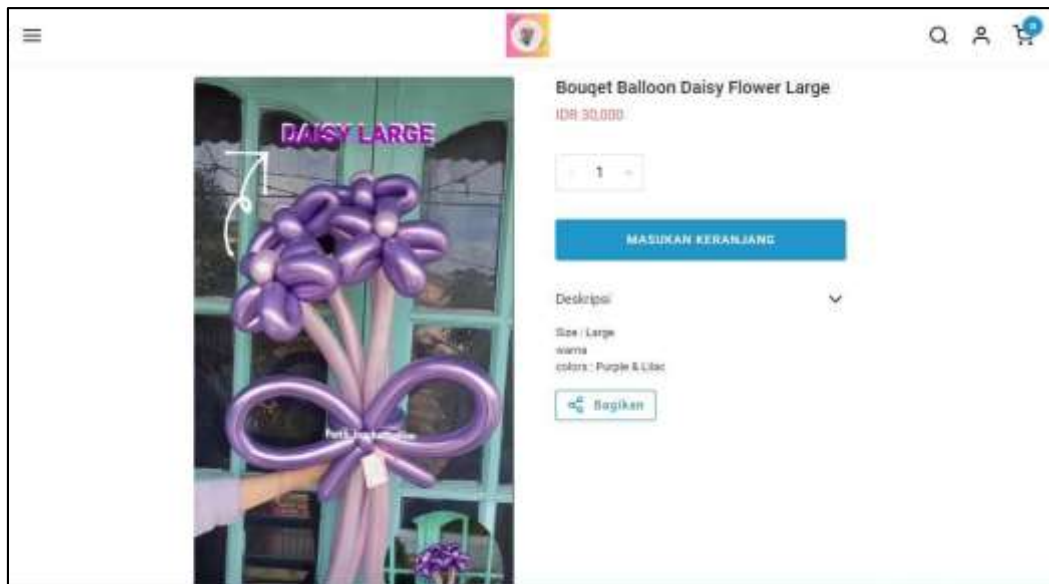 DAISY LARGE
Bouqet Balloon Daisy Flower Large
IDR 30,000
- 1 +
MASUKAN KERANJANG
Deskripsi
Size : Large
warna
colors : Purple & Lilac
Bagikan